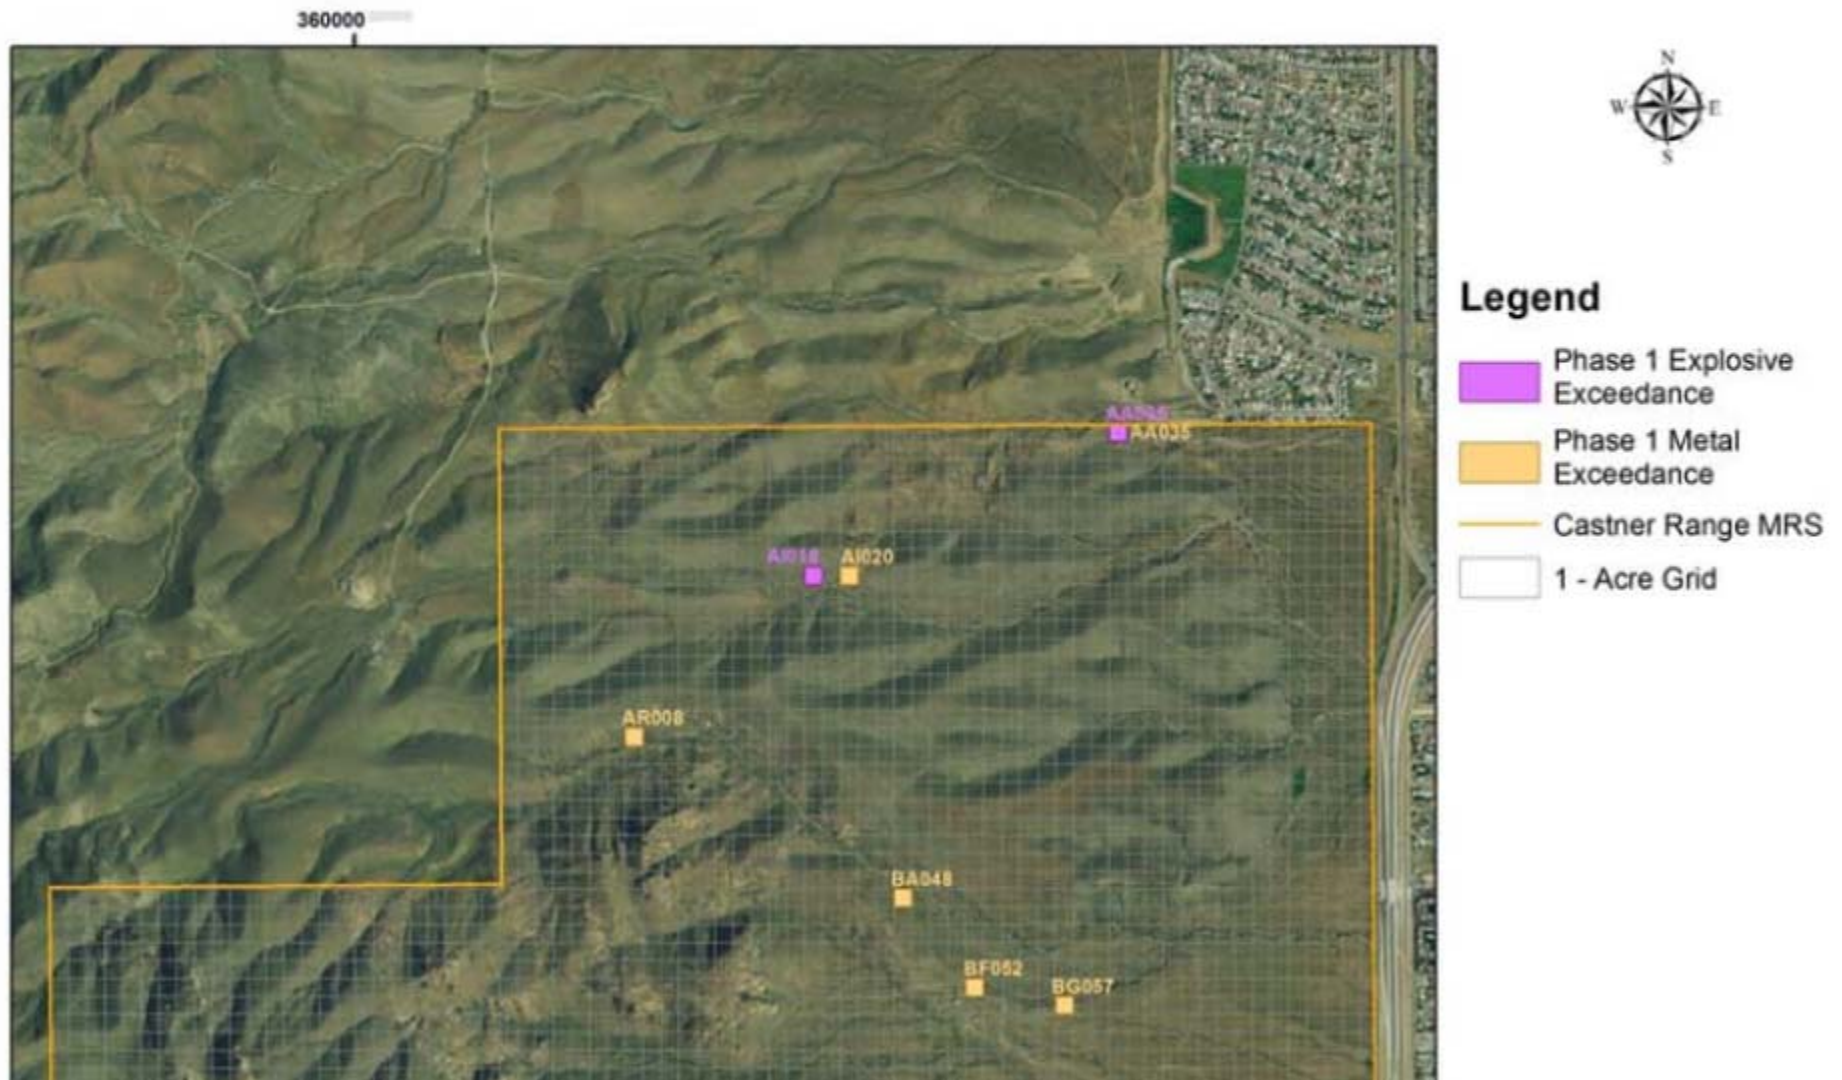 360000
N
W
E
S
Legend
Phase 1 Explosive
Exceedance
Phase 1 Metal
Exceedance
Castner Range MRS
1 - Acre Grid
AA035
AI018
AI020
AR008
BA048
BF052
BG057